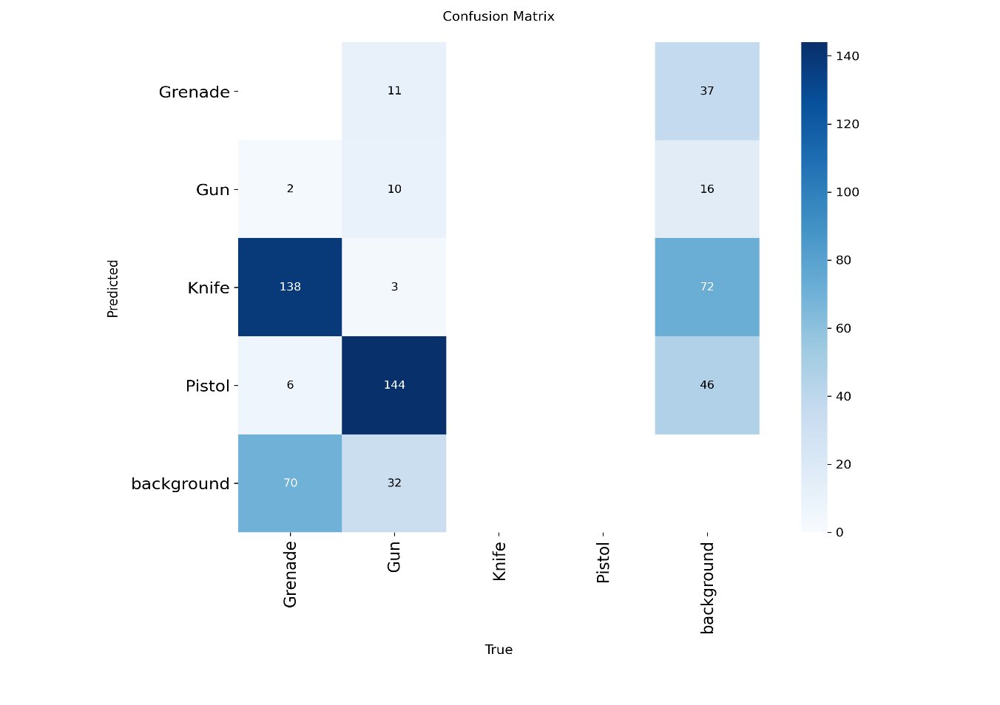 Confusion Matrix
Grenade
11
37
140
120
Gun
2
10
16
100
Predicted
Knife
138
3
72
80
60
Pistol
6
144
46
40
background
70
32
20
0
Grenade
Gun
Knife
Pistol
background
True